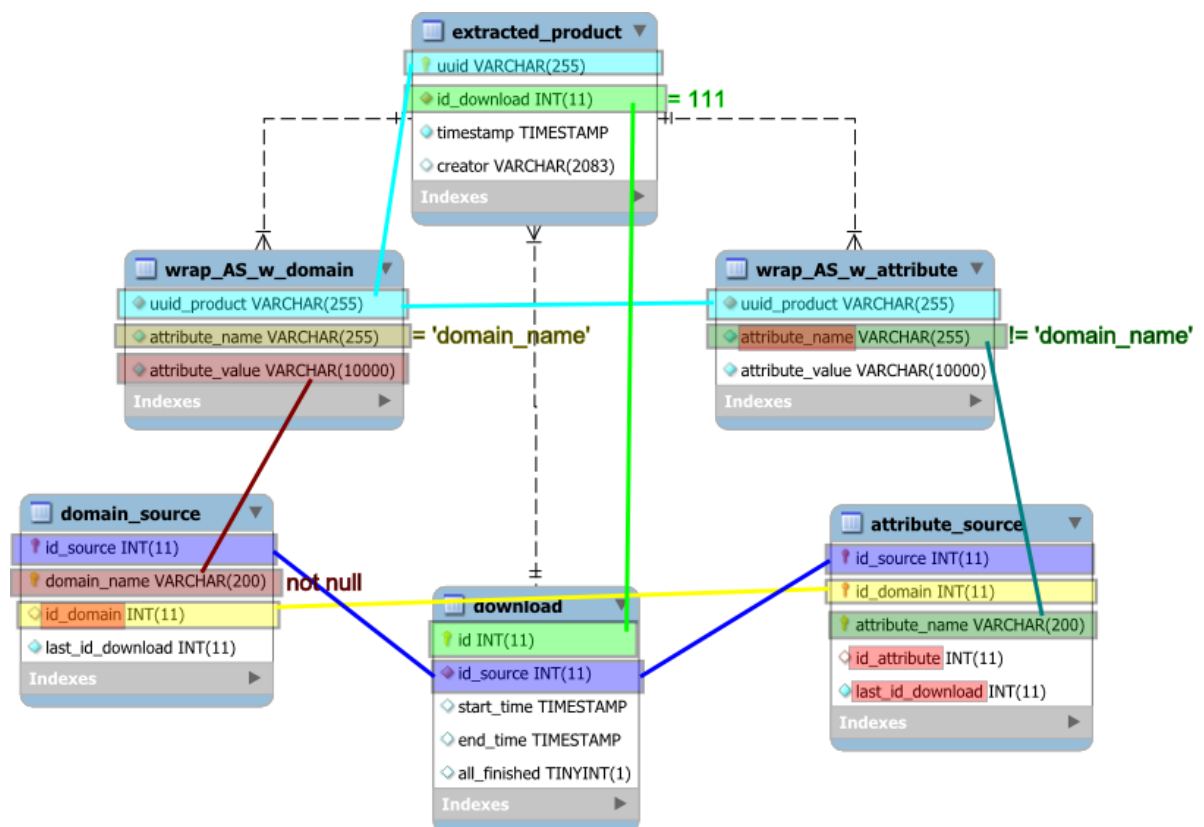 extracted_product
uuid VARCHAR(255)
id_download INT(11) = 111
timestamp TIMESTAMP
creator VARCHAR(2083)
Indexes
wrap_AS_w_domain
uuid_product VARCHAR(255)
attribute_name VARCHAR(255) = 'domain_name'
attribute_value VARCHAR(10000)
Indexes
wrap_AS_w_attribute
uuid_product VARCHAR(255)
attribute_name VARCHAR(255) != 'domain_name'
attribute_value VARCHAR(10000)
Indexes
domain_source
id_source INT(11)
domain_name VARCHAR(200) not null
id_domain INT(11)
last_id_download INT(11)
Indexes
download
id INT(11)
id_source INT(11)
start_time TIMESTAMP
end_time TIMESTAMP
all_finished TINYINT(1)
Indexes
attribute_source
id_source INT(11)
id_domain INT(11)
attribute_name VARCHAR(200)
id_attribute INT(11)
last_id_download INT(11)
Indexes